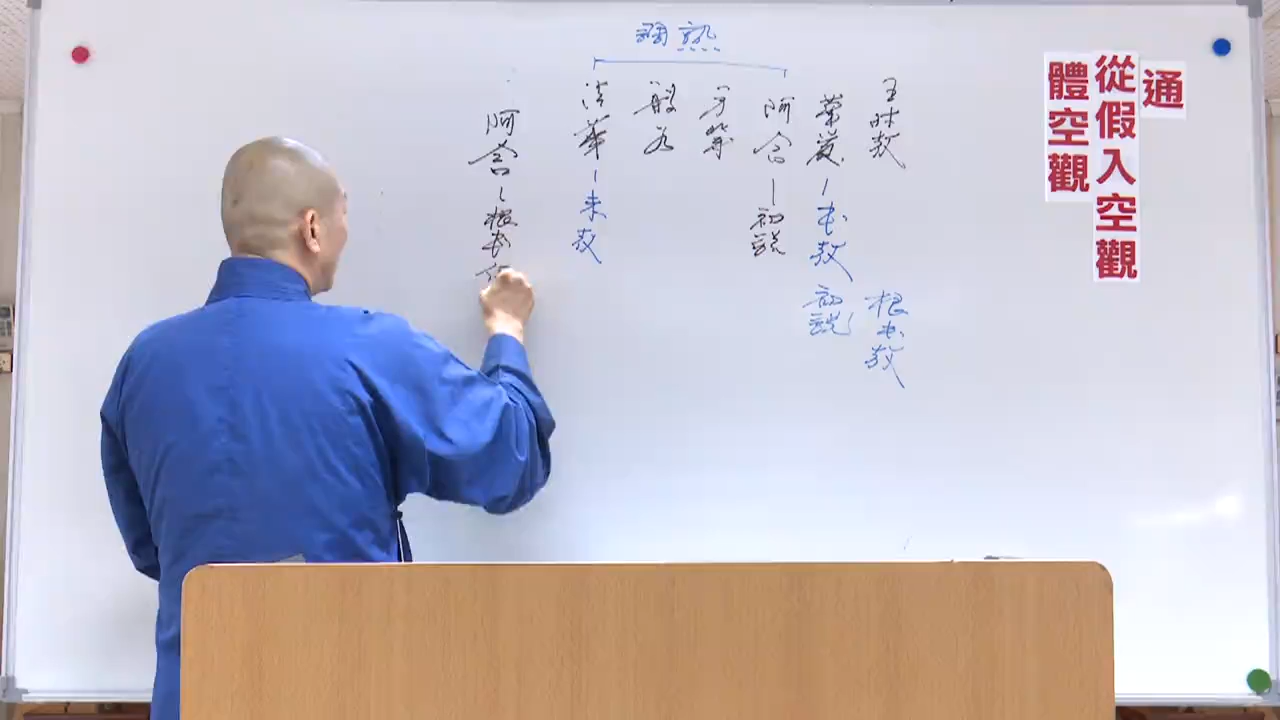 通
從假入空觀
體空觀
調熟
五時教
華嚴-本教
初說
根本教
阿含-初說
方等
般若
法華-末教
阿含-根本